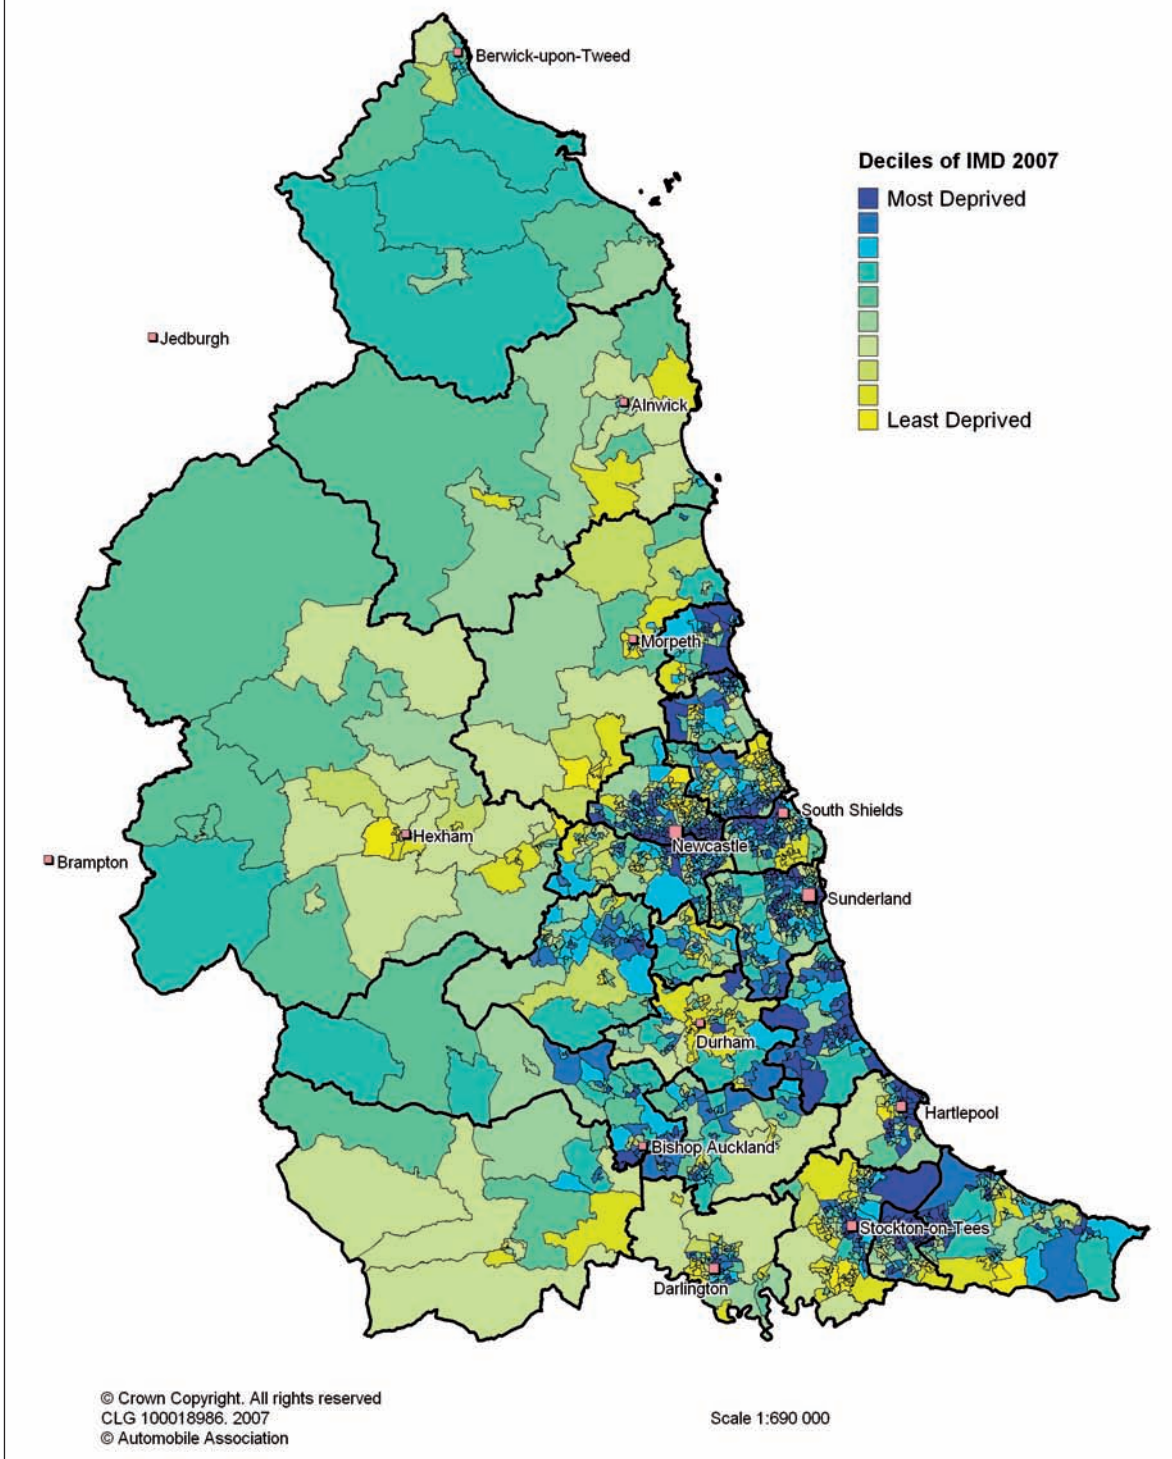 Berwick-upon-Tweed
Deciles of IMD 2007
Most Deprived
Jedburgh
Alnwick
Least Deprived
Morpeth
South Shields
Hexham
Newcastle
Brampton
Sunderland
Durham
Hartlepool
Bishop Auckland
Stockton-on-Tees
Darlington
© Crown Copyright. All rights reserved
CLG 100018986. 2007
Scale 1:690 000
© Automobile Association